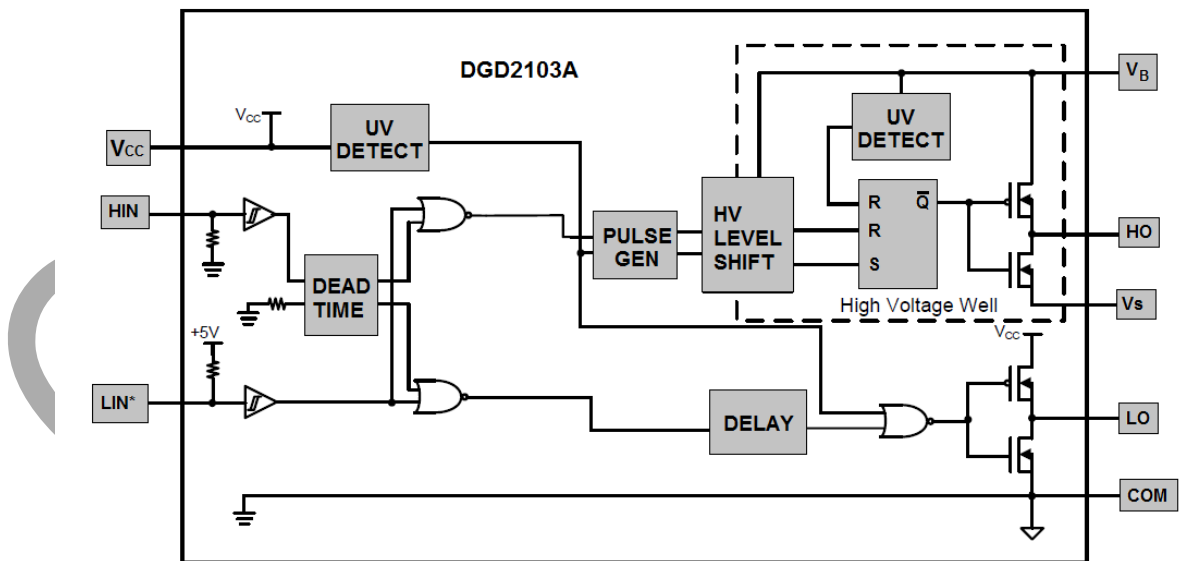 DGD2103A
VCC
VCC
UV
DETECT
HIN
DEAD
TIME
+5V
LIN*
PULSE
GEN
HV
LEVEL
SHIFT
UV
DETECT
R
R
S
Q̅
High Voltage Well
VB
HO
Vs
VCC
DELAY
LO
COM